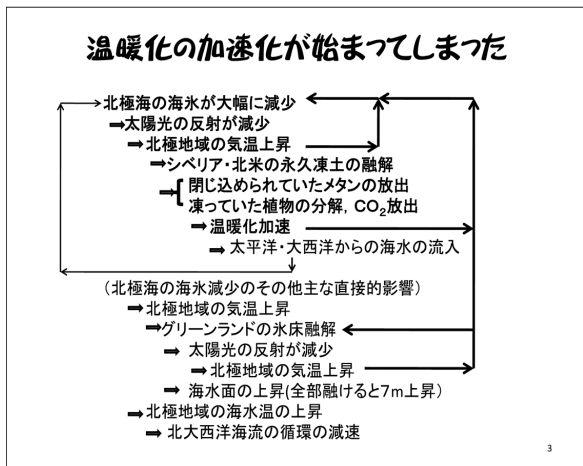 温暖化の加速化が始まってしまった
北極海の海氷が大幅に減少
➡太陽光の反射が減少
➡北極地域の気温上昇
➡シベリア・北米の永久凍土の融解
➡{閉じ込められていたメタンの放出
凍っていた植物の分解，CO₂放出
➡温暖化加速
➡太平洋・大西洋からの海水の流入
（北極海の海氷減少のその他主な直接的影響）
➡北極地域の気温上昇
➡グリーンランドの氷床融解
➡ 太陽光の反射が減少
➡北極地域の気温上昇
➡ 海水面の上昇(全部融けると7m上昇）
➡北極地域の海水温の上昇
➡ 北大西洋海流の循環の減速
3